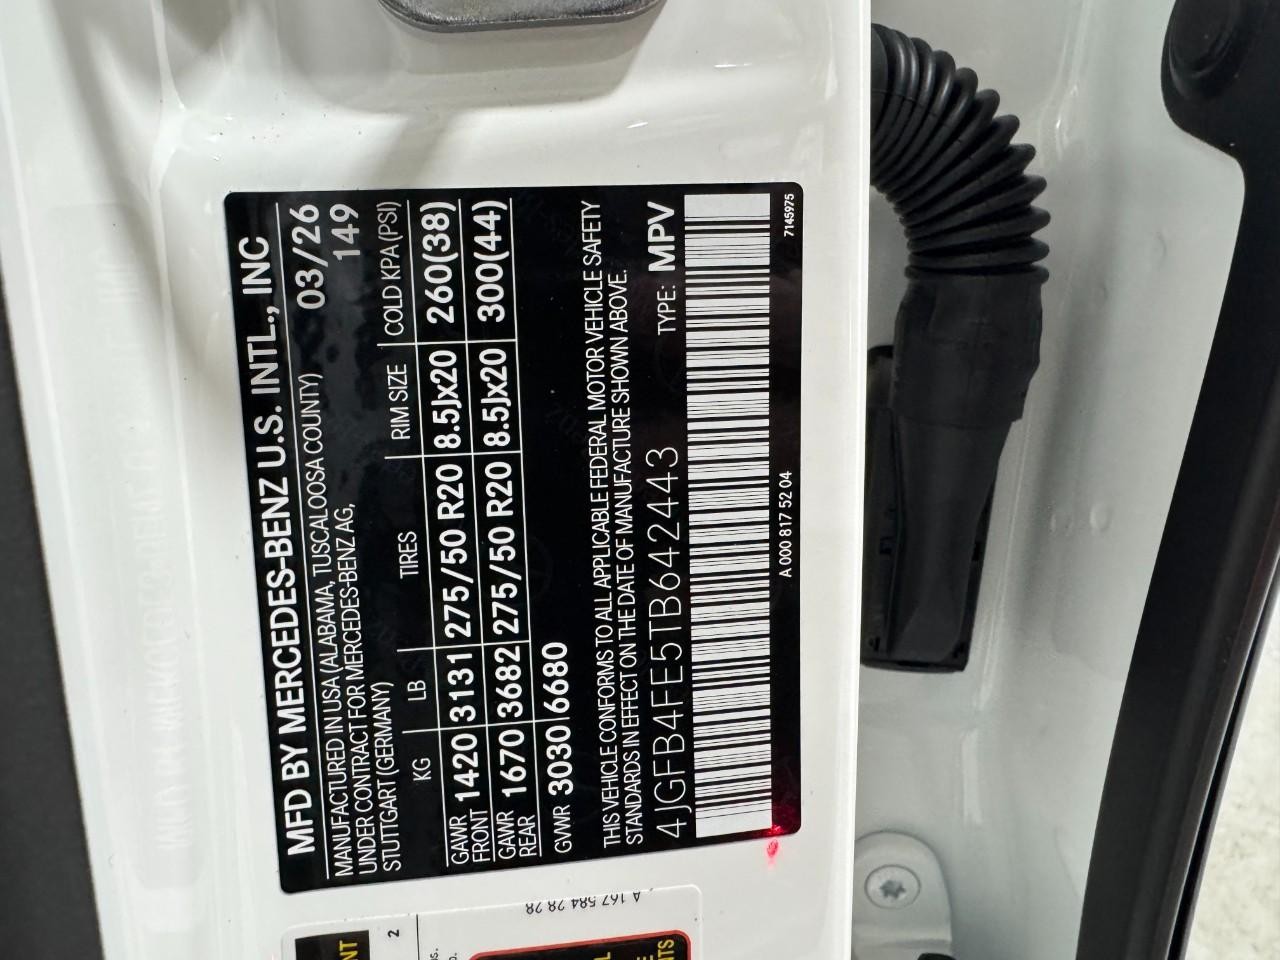 MFD BY MERCEDES-BENZ U.S. INTL., INC
MANUFACTURED IN USA (ALABAMA, TUSCALOOSA COUNTY) 03/26
UNDER CONTRACT FOR MERCEDES-BENZ AG, 149
STUTTGART (GERMANY)
KG LB TIRES RIM SIZE COLD KPA (PSI)
GAWR FRONT 1420 3131 275/50 R20 8.5Jx20 260(38)
GAWR REAR 1670 3682 275/50 R20 8.5Jx20 300(44)
GVWR 3030 6680
THIS VEHICLE CONFORMS TO ALL APPLICABLE FEDERAL MOTOR VEHICLE SAFETY
STANDARDS IN EFFECT ON THE DATE OF MANUFACTURE SHOWN ABOVE.
4JGFB4FE5TB642443 TYPE: MPV
A 000 817 52 04 7145975
A 167 584 28 28
2